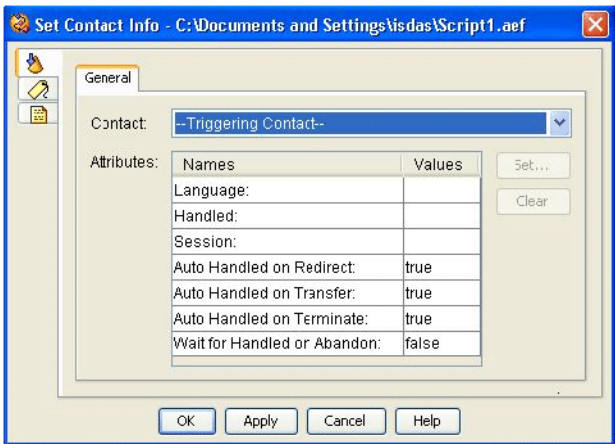 Set Contact Info - C:\Documents and Settings\isdas\Script1.aef
General
Contact: --Triggering Contact--
Attributes: Names Values Set...
Language: Clear
Handled:
Session:
Auto Handled on Redirect: true
Auto Handled on Transfer: true
Auto Handled on Terminate: true
Wait for Handled or Abandon: false
OK Apply Cancel Help